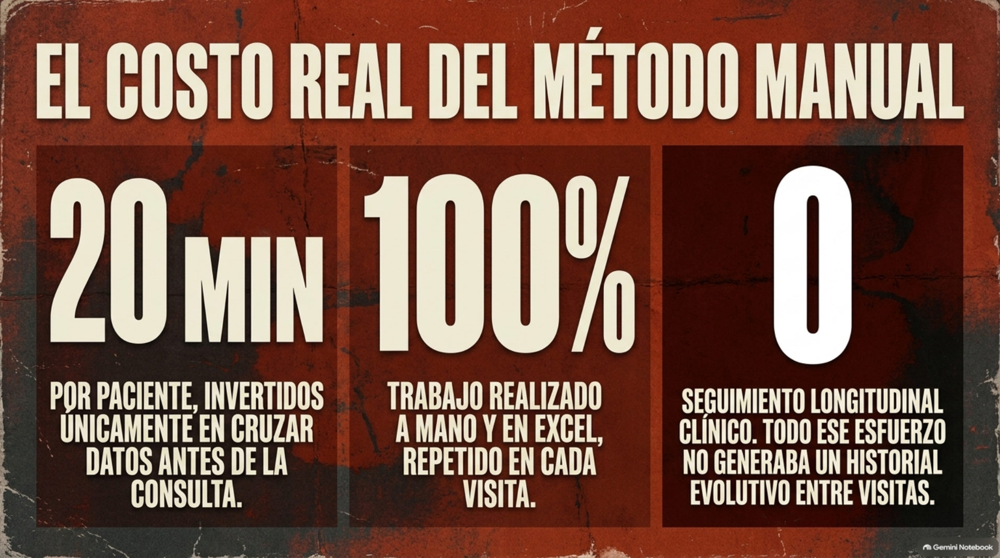 EL COSTO REAL DEL MÉTODO MANUAL
20 MIN
POR PACIENTE, INVERTIDOS
ÚNICAMENTE EN CRUZAR
DATOS ANTES DE LA
CONSULTA.
100%
TRABAJO REALIZADO
A MANO Y EN EXCEL,
REPETIDO EN CADA
VISITA.
0
SEGUIMIENTO LONGITUDINAL
CLÍNICO. TODO ESE ESFUERZO
NO GENERABA UN HISTORIAL
EVOLUTIVO ENTRE VISITAS.
Gemini Notebook